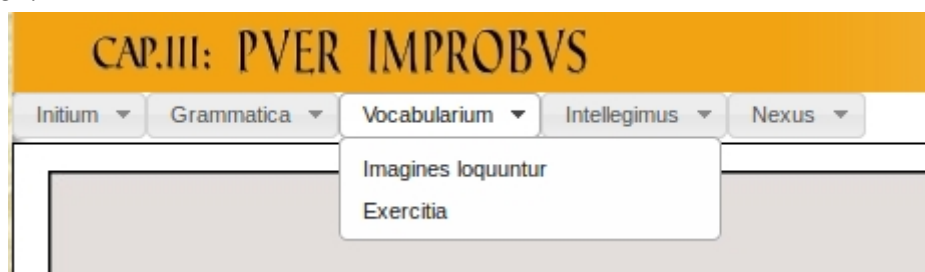 CAP.III: PVER IMPROBVS
Initium Grammatica Vocabularium Intellegimus Nexus
Imagines loquuntur
Exercitia